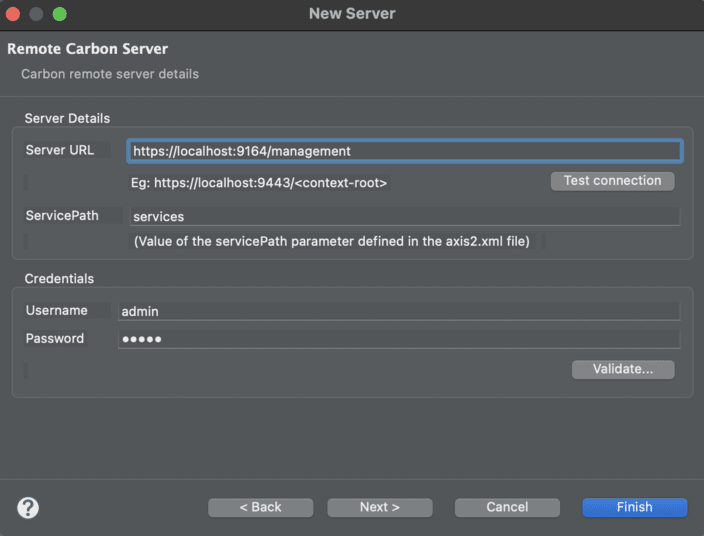 New Server
Remote Carbon Server
Carbon remote server details
Server Details
Server URL https://localhost:9164/management
Eg: https://localhost:9443/<context-root> Test connection
ServicePath services
(Value of the servicePath parameter defined in the axis2.xml file)
Credentials
Username admin
Password •••••
Validate...
? < Back Next > Cancel Finish